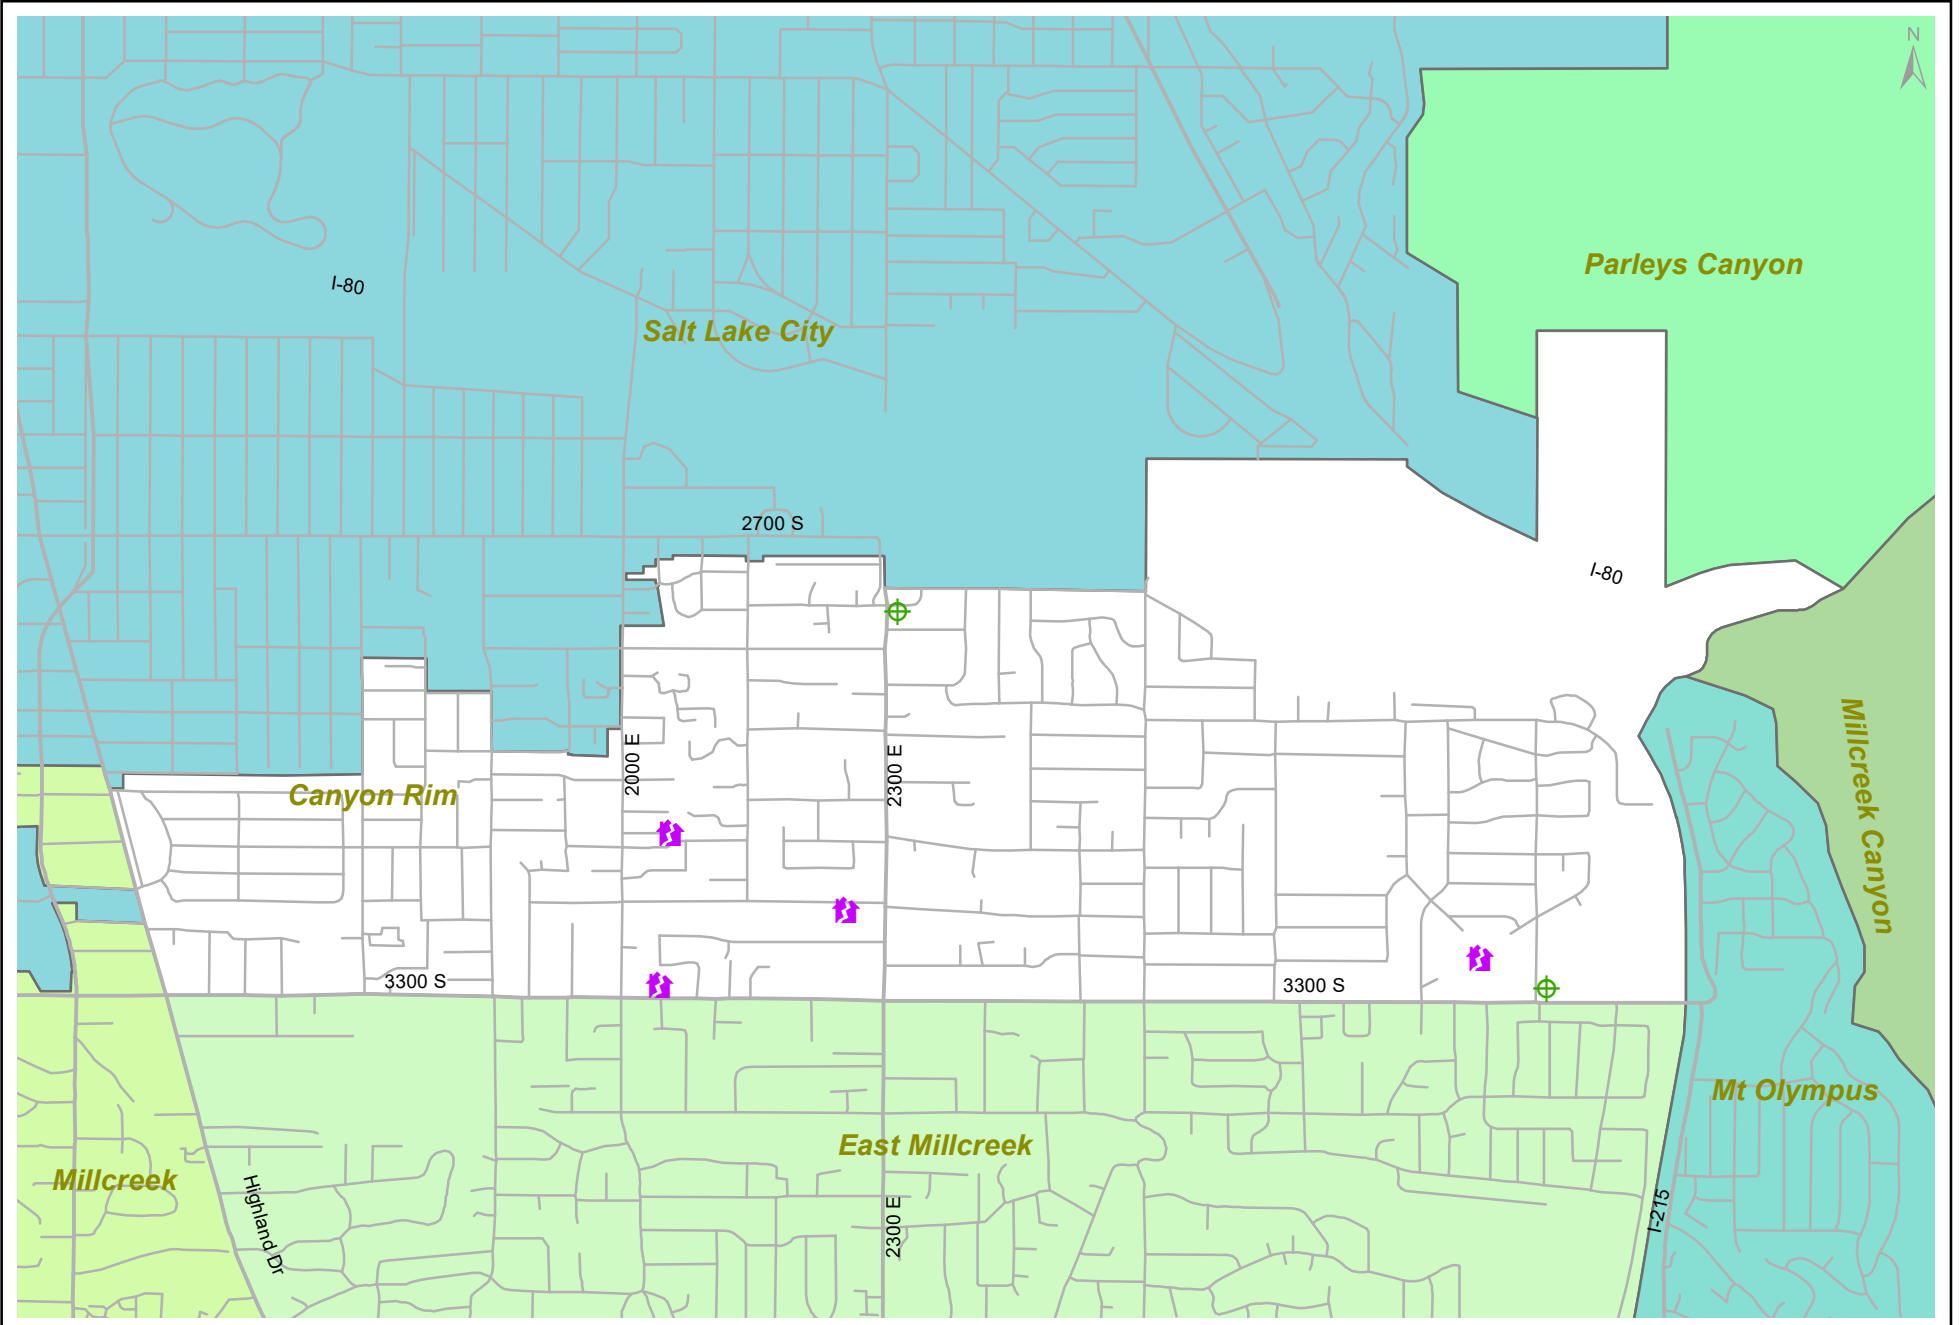 N
Parleys Canyon
I-80
Salt Lake City
2700 S
I-80
2000 E
2300 E
Canyon Rim
Millcreek Canyon
3300 S
3300 S
Mt Olympus
East Millcreek
Millcreek
Highland Dr
2300 E
I-215